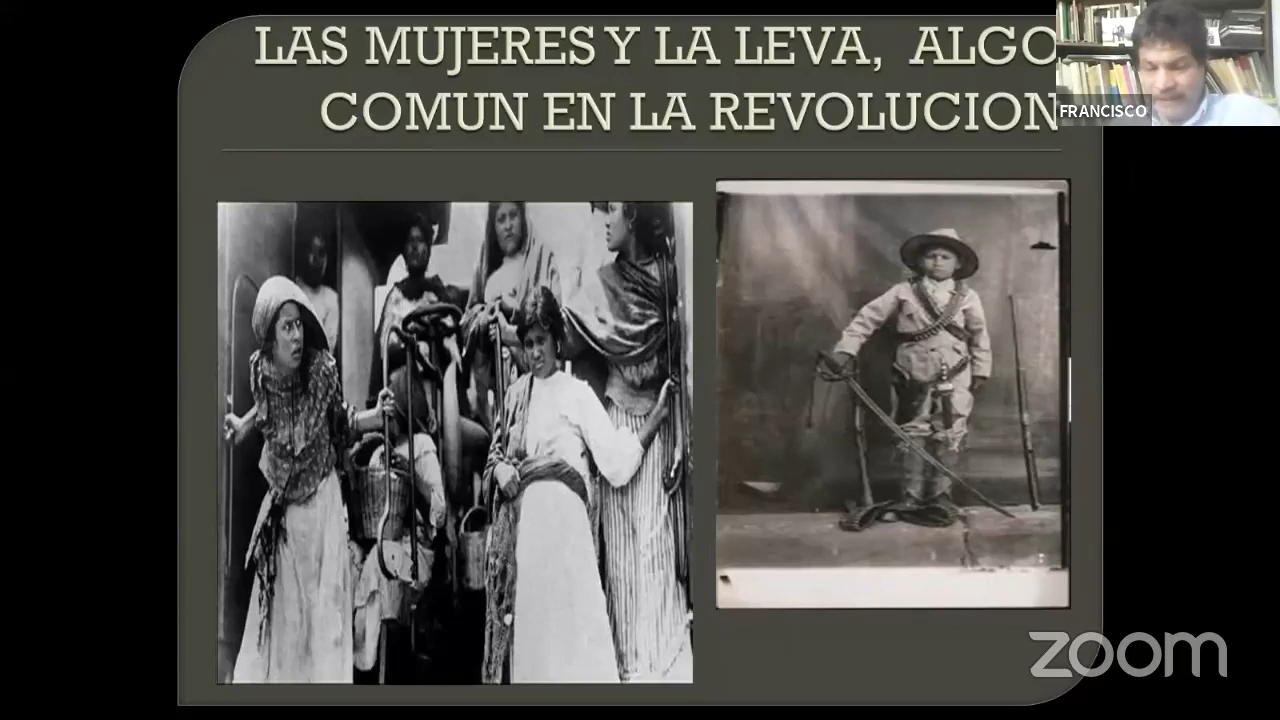 LAS MUJERES Y LA LEVA, ALGO
COMUN EN LA REVOLUCION
FRANCISCO
zoom